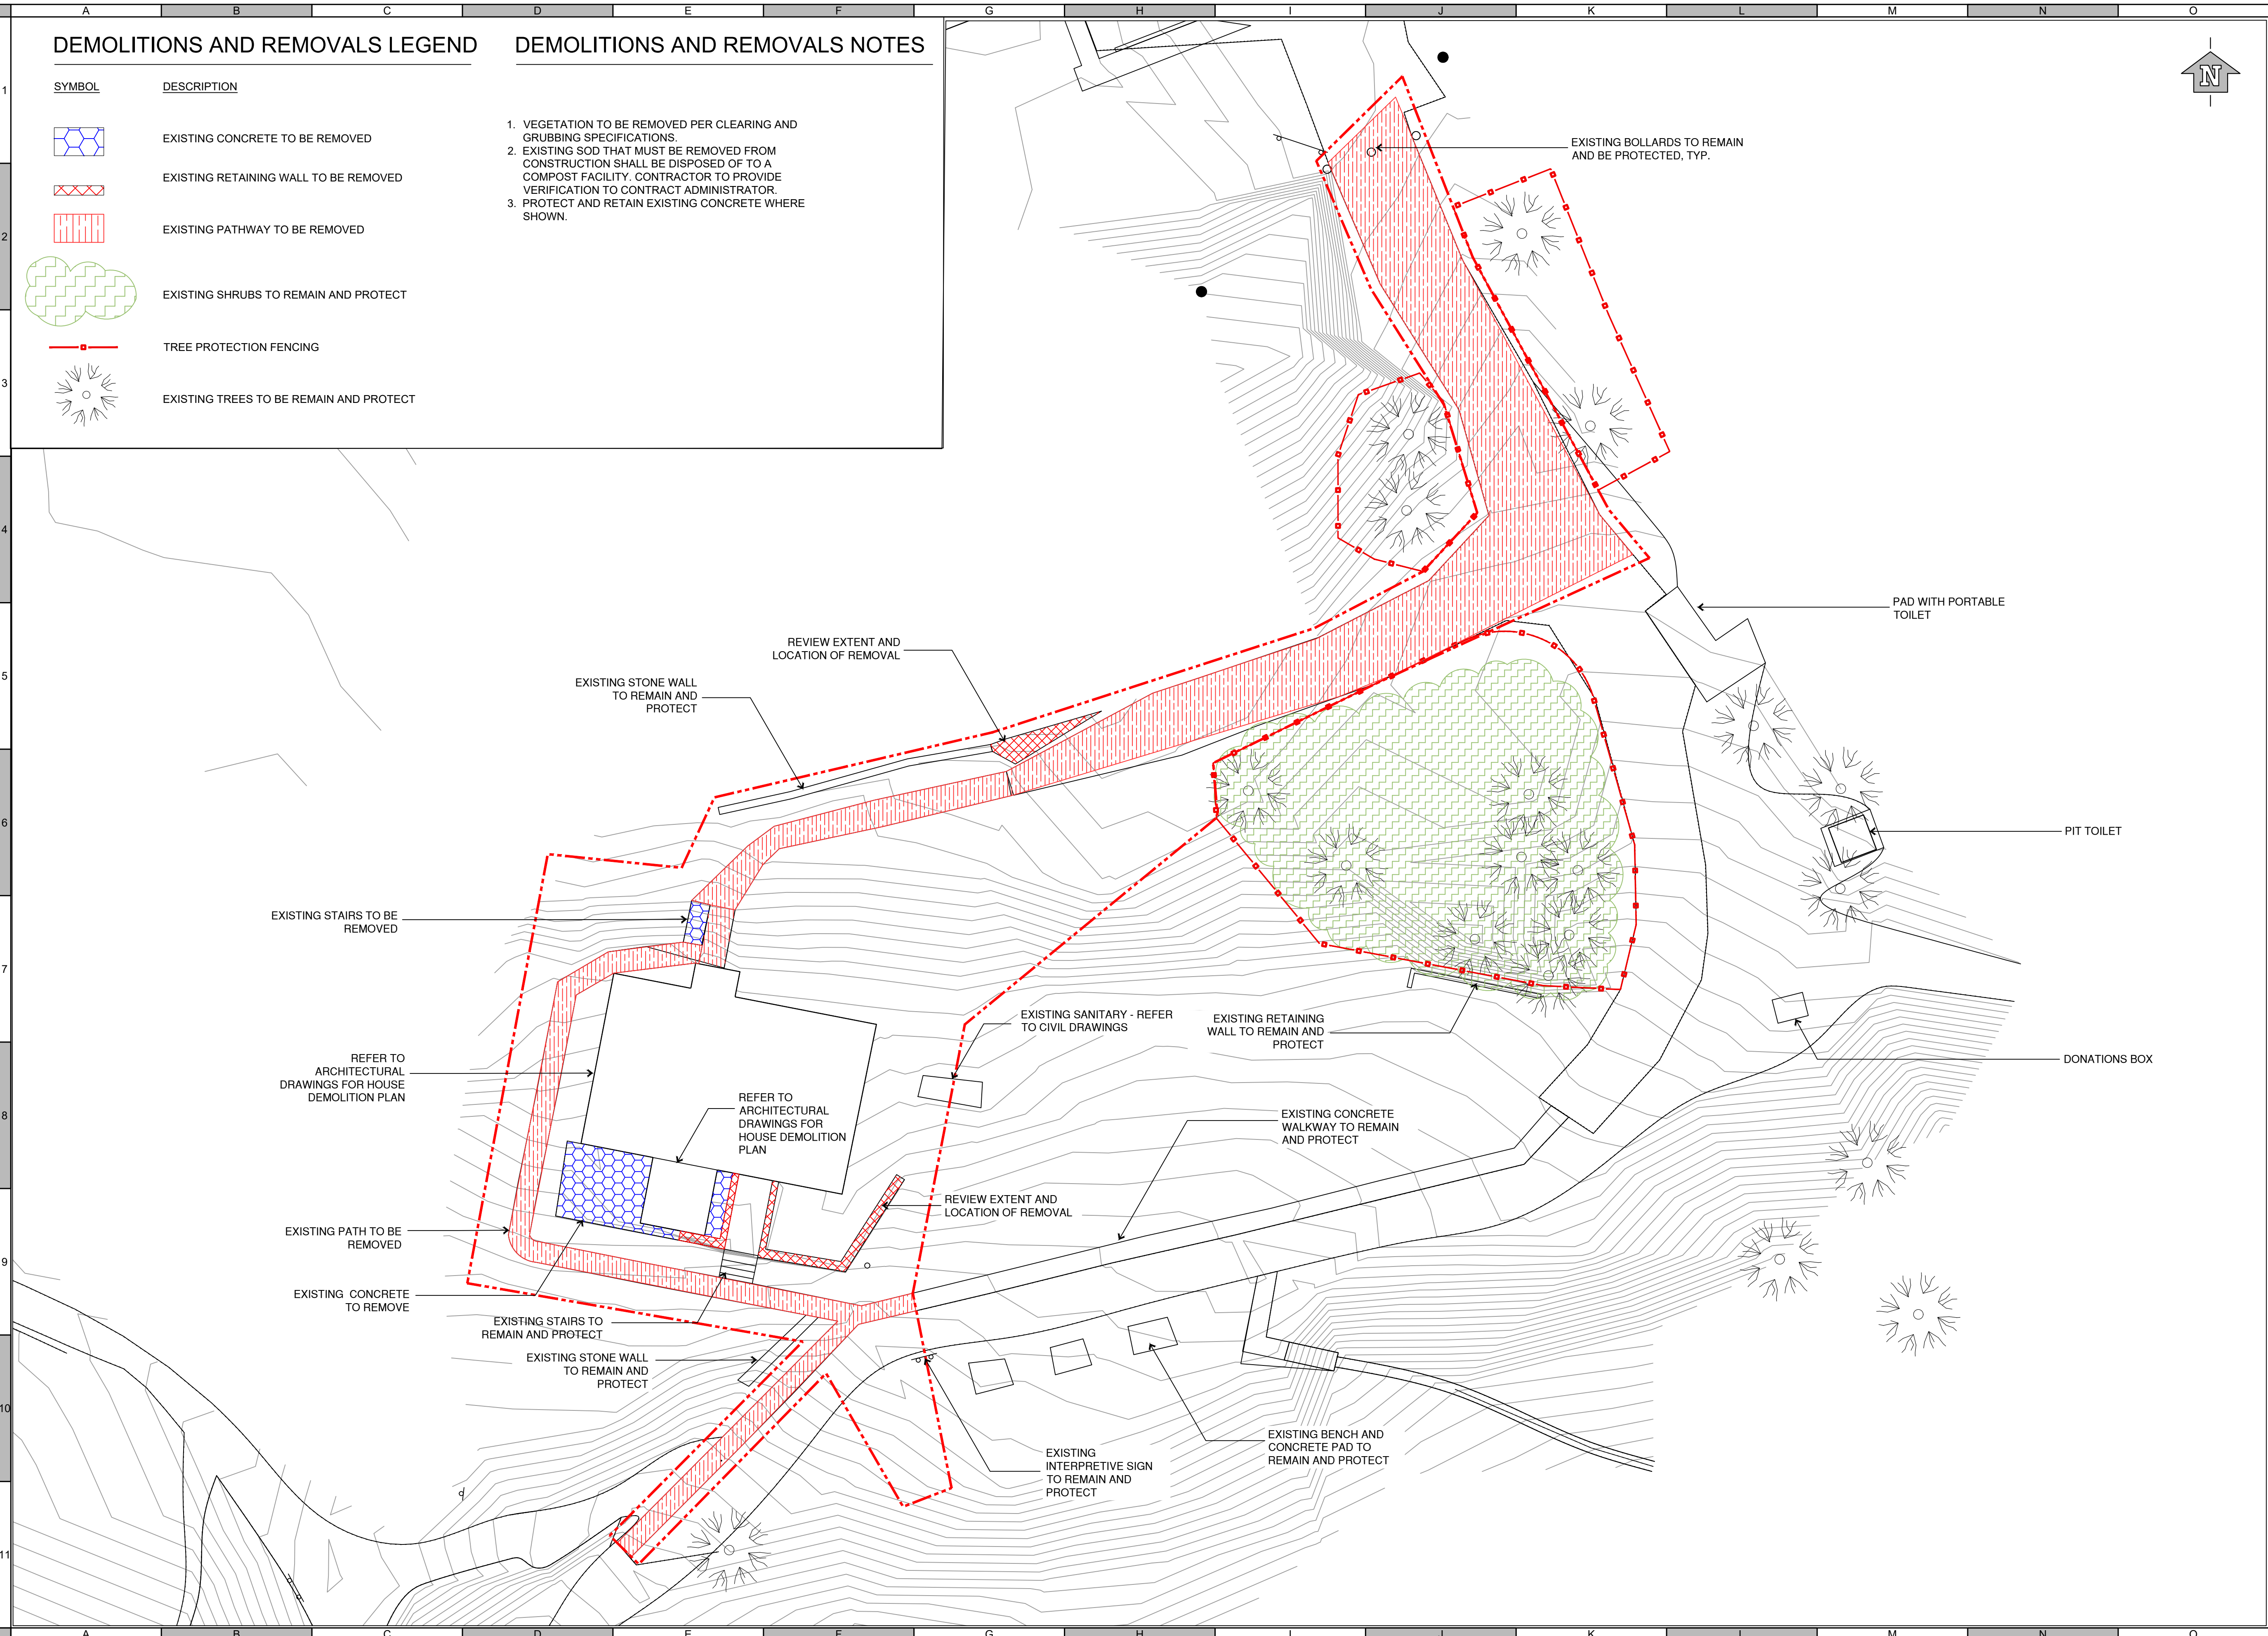 A B C D E F G H I J K L M N O
DEMOLITIONS AND REMOVALS LEGEND
SYMBOL DESCRIPTION
EXISTING CONCRETE TO BE REMOVED
EXISTING RETAINING WALL TO BE REMOVED
EXISTING PATHWAY TO BE REMOVED
EXISTING SHRUBS TO REMAIN AND PROTECT
TREE PROTECTION FENCING
EXISTING TREES TO BE REMAIN AND PROTECT
DEMOLITIONS AND REMOVALS NOTES
1. VEGETATION TO BE REMOVED PER CLEARING AND
GRUBBING SPECIFICATIONS.
2. EXISTING SOD THAT MUST BE REMOVED FROM
CONSTRUCTION SHALL BE DISPOSED OF TO A
COMPOST FACILITY. CONTRACTOR TO PROVIDE
VERIFICATION TO CONTRACT ADMINISTRATOR.
3. PROTECT AND RETAIN EXISTING CONCRETE WHERE
SHOWN.
N
EXISTING BOLLARDS TO REMAIN
AND BE PROTECTED, TYP.
PAD WITH PORTABLE
TOILET
REVIEW EXTENT AND
LOCATION OF REMOVAL
EXISTING STONE WALL
TO REMAIN AND
PROTECT
PIT TOILET
EXISTING STAIRS TO BE
REMOVED
EXISTING SANITARY - REFER
TO CIVIL DRAWINGS
EXISTING RETAINING
WALL TO REMAIN AND
PROTECT
DONATIONS BOX
REFER TO
ARCHITECTURAL
DRAWINGS FOR HOUSE
DEMOLITION PLAN
REFER TO
ARCHITECTURAL
DRAWINGS FOR
HOUSE DEMOLITION
PLAN
EXISTING CONCRETE
WALKWAY TO REMAIN
AND PROTECT
REVIEW EXTENT AND
LOCATION OF REMOVAL
EXISTING PATH TO BE
REMOVED
EXISTING CONCRETE
TO REMOVE
EXISTING STAIRS TO
REMAIN AND PROTECT
EXISTING STONE WALL
TO REMAIN AND
PROTECT
EXISTING BENCH AND
CONCRETE PAD TO
REMAIN AND PROTECT
EXISTING
INTERPRETIVE SIGN
TO REMAIN AND
PROTECT
1
2
3
4
5
6
7
8
9
10
11
A B C D E F G H I J K L M N O